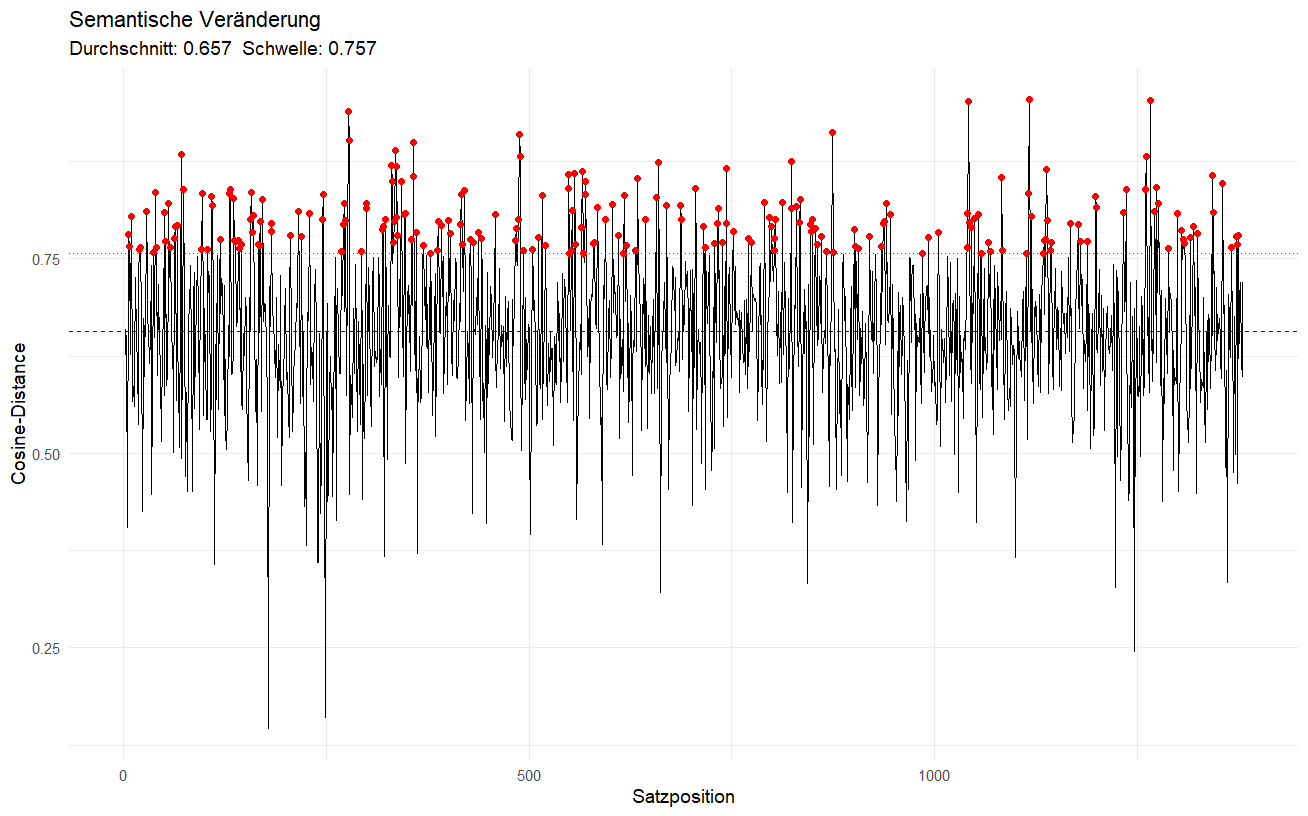 Semantische Veränderung
Durchschnitt: 0.657  Schwelle: 0.757
Cosine-Distance
0.75
0.50
0.25
0
500
1000
Satzposition